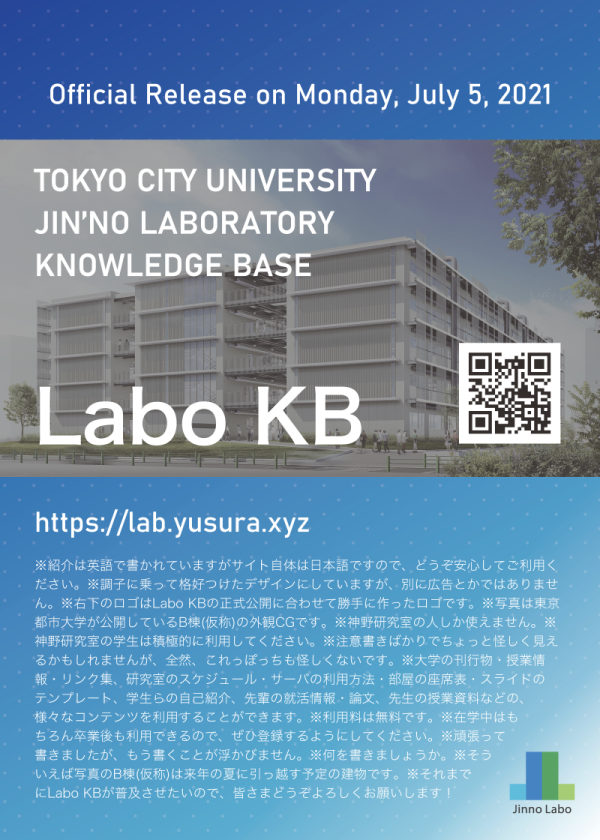 Official Release on Monday, July 5, 2021
TOKYO CITY UNIVERSITY
JIN'NO LABORATORY
KNOWLEDGE BASE
Labo KB
https://lab.yusura.xyz
※紹介は英語で書かれていますがサイト自体は日本語ですので、どうぞ安心してご利用く
ださい。※調子に乗って格好つけたデザインにしていますが、別に広告とかではありませ
ん。※右下のロゴはLabo KBの正式公開に合わせて勝手に作ったロゴです。※写真は東京
都市大学が公開しているB棟(仮称)の外観CGです。※神野研究室の人しか使えません。※
神野研究室の学生は積極的に利用してください。※注意書きばかりでちょっと怪しく見え
るかもしれませんが、全然、これっぽっちも怪しくないです。※大学の刊行物・授業情
報・リンク集、研究室のスケジュール・サーバの利用方法・部屋の座席表・スライドの
テンプレート、学生らの自己紹介、先輩の就活情報・論文、先生の授業資料などの、
様々なコンテンツを利用することができます。※利用料は無料です。※在学中はも
ちろん卒業後も利用できるので、ぜひ登録するようにしてください。※頑張って
書きましたが、もう書くことが浮かびません。※何を書きましょうか。※そう
いえば写真のB棟(仮称)は来年の夏に引っ越す予定の建物です。※それまで
にLabo KBが普及させたいので、皆さまどうぞよろしくお願いします！
Jinno Labo